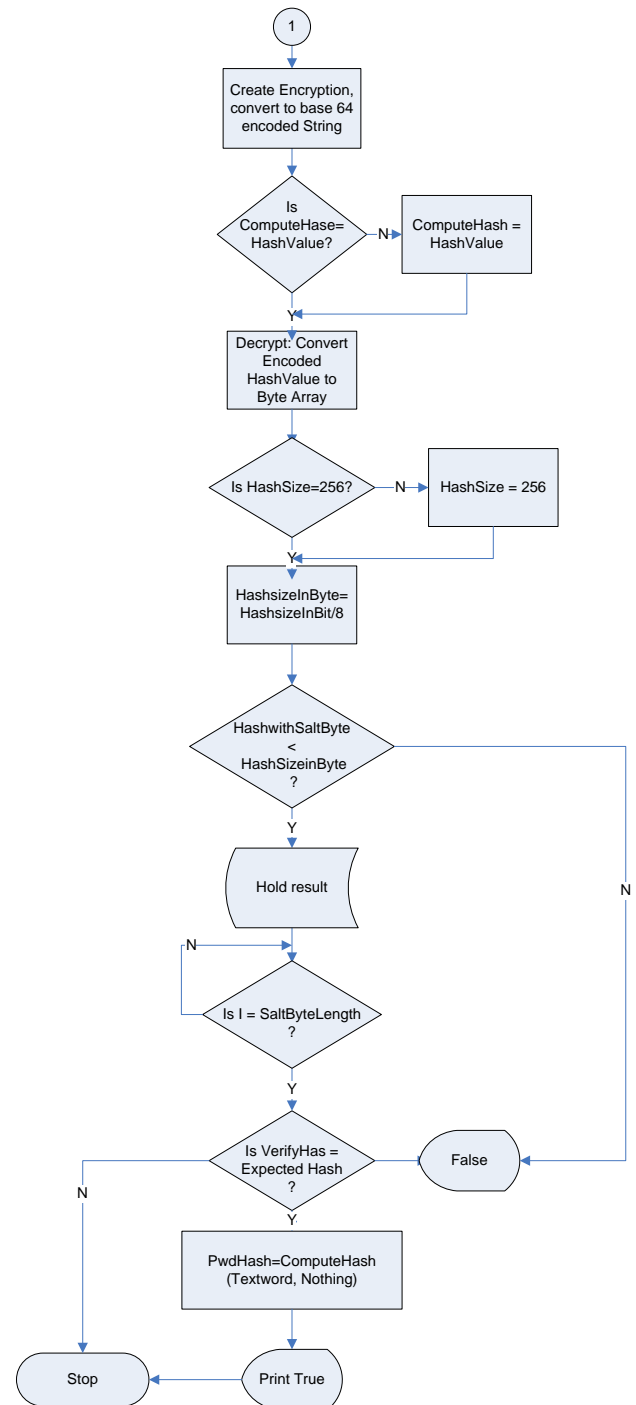 1
Create Encryption,
convert to base 64
encoded String
Is
ComputeHase=
HashValue?
N
ComputeHash =
HashValue
Y
Decrypt: Convert
Encoded
HashValue to
Byte Array
Is HashSize=256?
N
HashSize = 256
Y
HashsizeInByte=
HashsizeInBit/8
HashwithSaltByte
<
HashSizeinByte
?
Y
Hold result
N
N
Is I = SaltByteLength
?
Y
Is VerifyHas =
Expected Hash
?
False
N
Y
PwdHash=ComputeHash
(Textword, Nothing)
Stop
Print True